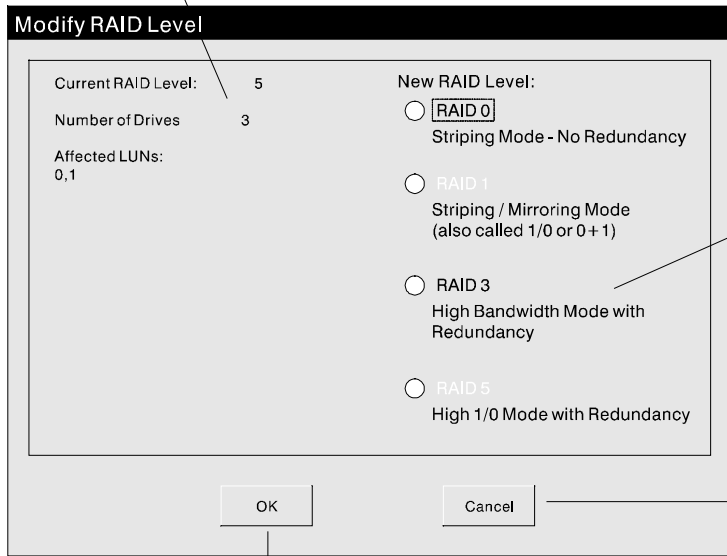 Modify RAID Level
Current RAID Level: 5
Number of Drives 3
Affected LUNs:
0,1
New RAID Level:
RAID 0
Striping Mode - No Redundancy
RAID 1
Striping / Mirroring Mode
(also called 1/0 or 0+1)
RAID 3
High Bandwidth Mode with
Redundancy
RAID 5
High 1/0 Mode with Redundancy
OK
Cancel